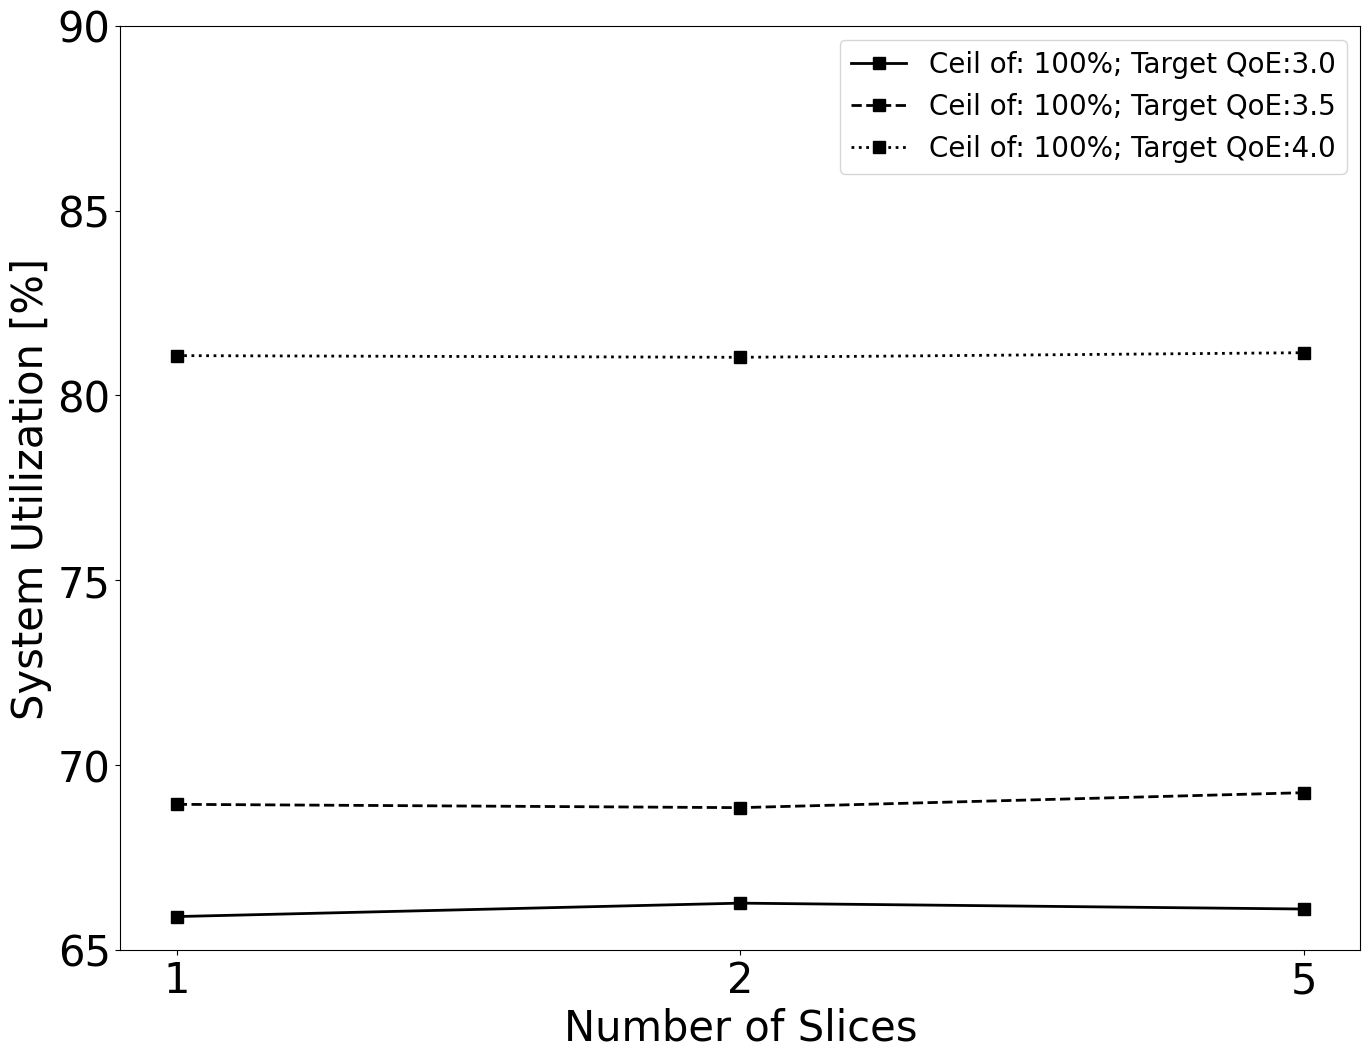 90
85
80
75
70
65
System Utilization [%]
Ceil of: 100%; Target QoE:3.0
Ceil of: 100%; Target QoE:3.5
Ceil of: 100%; Target QoE:4.0
1 2 5
Number of Slices